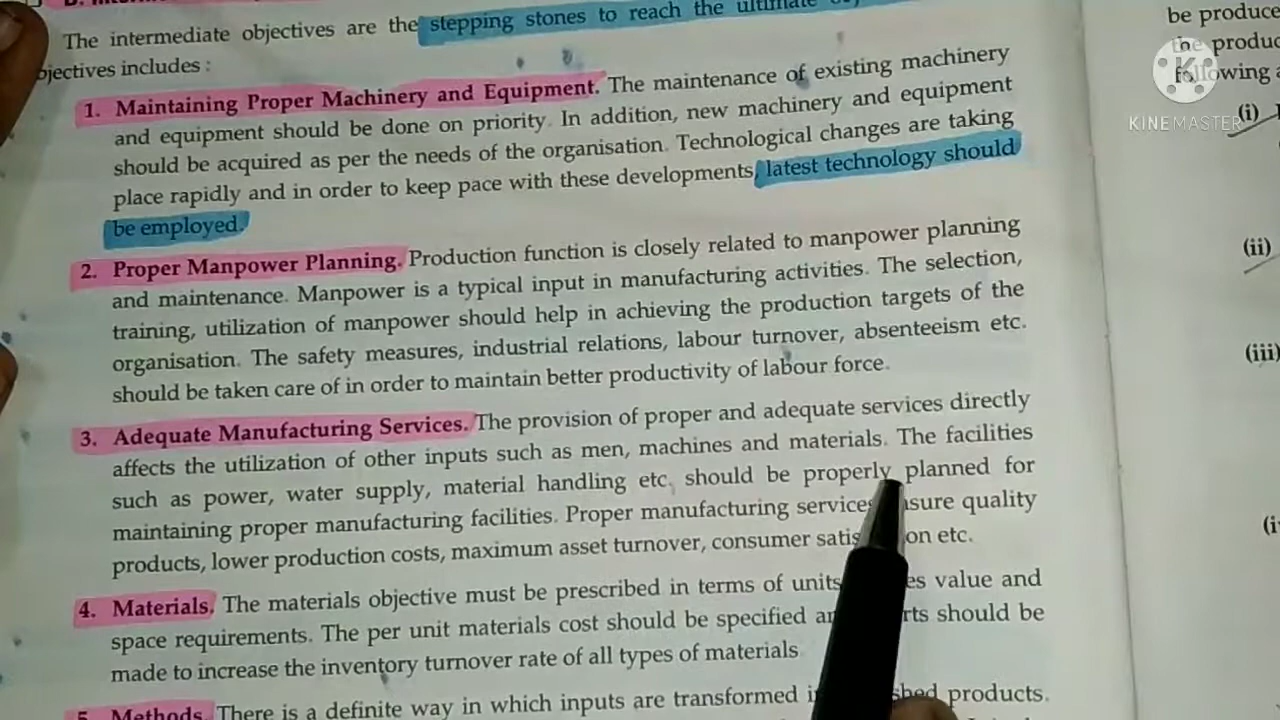 The intermediate objectives are the stepping stones to reach the ultimate
jectives includes :
1. Maintaining Proper Machinery and Equipment. The maintenance of existing machinery
and equipment should be done on priority. In addition, new machinery and equipment
should be acquired as per the needs of the organisation. Technological changes are taking
place rapidly and in order to keep pace with these developments, latest technology should
be employed.
2. Proper Manpower Planning. Production function is closely related to manpower planning
and maintenance. Manpower is a typical input in manufacturing activities. The selection,
training, utilization of manpower should help in achieving the production targets of the
organisation. The safety measures, industrial relations, labour turnover, absenteeism etc.
should be taken care of in order to maintain better productivity of labour force.
3. Adequate Manufacturing Services. The provision of proper and adequate services directly
affects the utilization of other inputs such as men, machines and materials. The facilities
such as power, water supply, material handling etc. should be properly planned for
maintaining proper manufacturing facilities. Proper manufacturing services nsure quality
products, lower production costs, maximum asset turnover, consumer satis on etc.
4. Materials. The materials objective must be prescribed in terms of units es value and
space requirements. The per unit materials cost should be specified an rts should be
made to increase the inventory turnover rate of all types of materials
5. Methods. There is a definite way in which inputs are transformed i shed products.
be produce
the produc
following a
KINEMASTER
(i)
(ii)
(iii)
(i